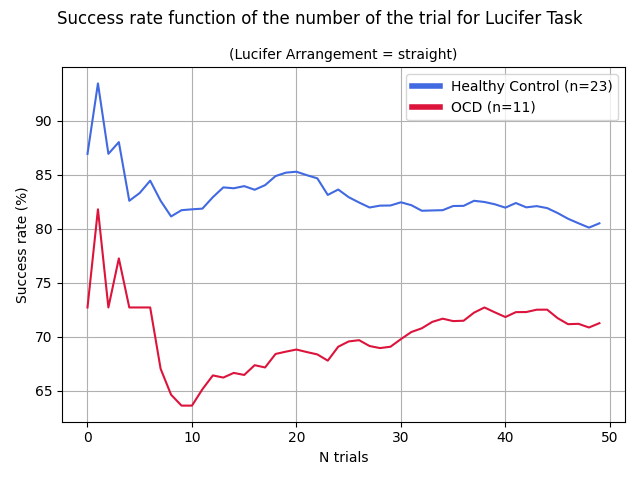 Success rate function of the number of the trial for Lucifer Task
(Lucifer Arrangement = straight)
Healthy Control (n=23)
OCD (n=11)
Success rate (%)
90
85
80
75
70
65
0 10 20 30 40 50
N trials